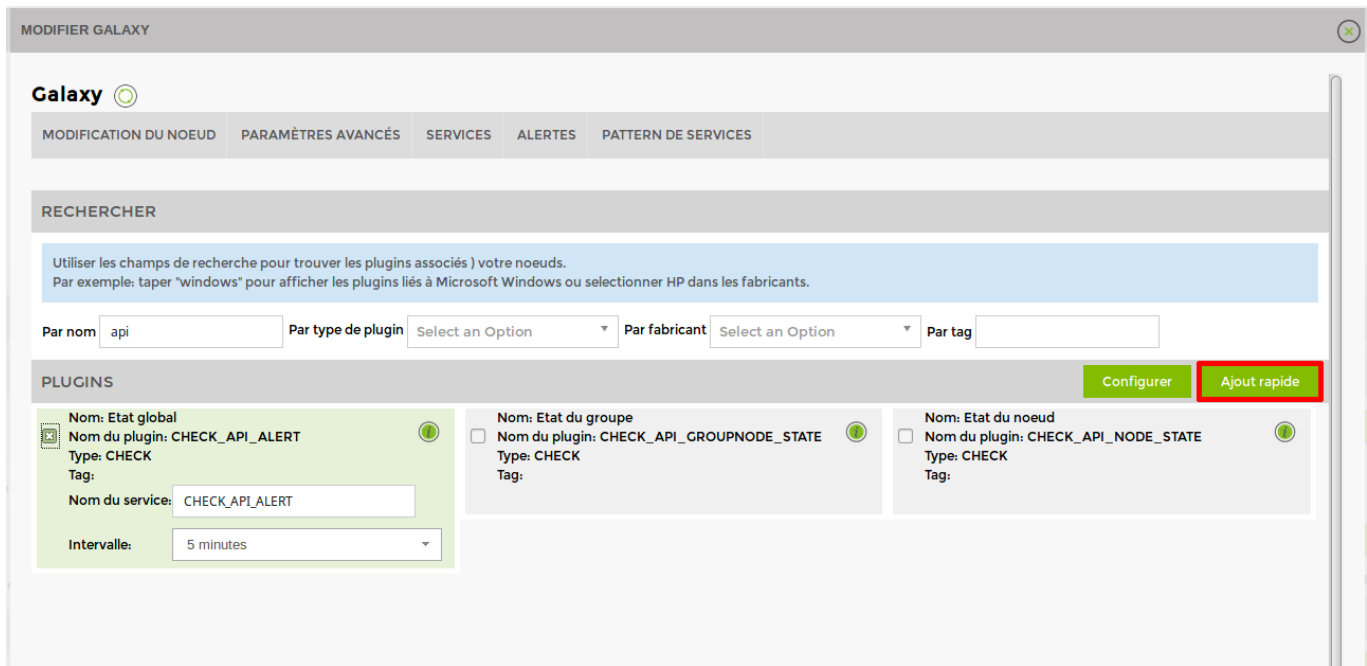 MODIFIER GALAXY
Galaxy
MODIFICATION DU NOEUD PARAMÈTRES AVANCÉS SERVICES ALERTES PATTERN DE SERVICES
RECHERCHER
Utiliser les champs de recherche pour trouver les plugins associés ) votre noeuds.
Par exemple: taper "windows" pour afficher les plugins liés à Microsoft Windows ou selectionner HP dans les fabricants.
Par nom api Par type de plugin Select an Option Par fabricant Select an Option Par tag
PLUGINS Configurer Ajout rapide
Nom: Etat global
Nom du plugin: CHECK_API_ALERT
Type: CHECK
Tag:
Nom du service: CHECK_API_ALERT
Intervalle: 5 minutes
Nom: Etat du groupe
Nom du plugin: CHECK_API_GROUPNODE_STATE
Type: CHECK
Tag:
Nom: Etat du noeud
Nom du plugin: CHECK_API_NODE_STATE
Type: CHECK
Tag: